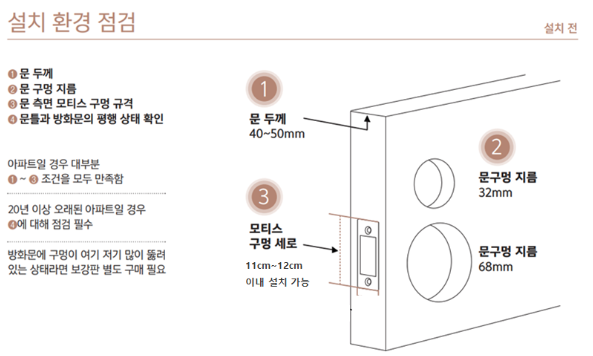 설치 환경 점검
설치 전
1 문 두께
2 문 구멍 지름
3 문 측면 모티스 구멍 규격
4 문틀과 방화문의 평행 상태 확인
아파트일 경우 대부분
1 ~ 3 조건을 모두 만족함
20년 이상 오래된 아파트일 경우
4에 대해 점검 필수
방화문에 구멍이 여기 저기 많이 뚫려
있는 상태라면 보강판 별도 구매 필요
1
문 두께
40~50mm
2
문구멍 지름
32mm
3
모티스
구멍 세로
11cm~12cm
이내 설치 가능
문구멍 지름
68mm